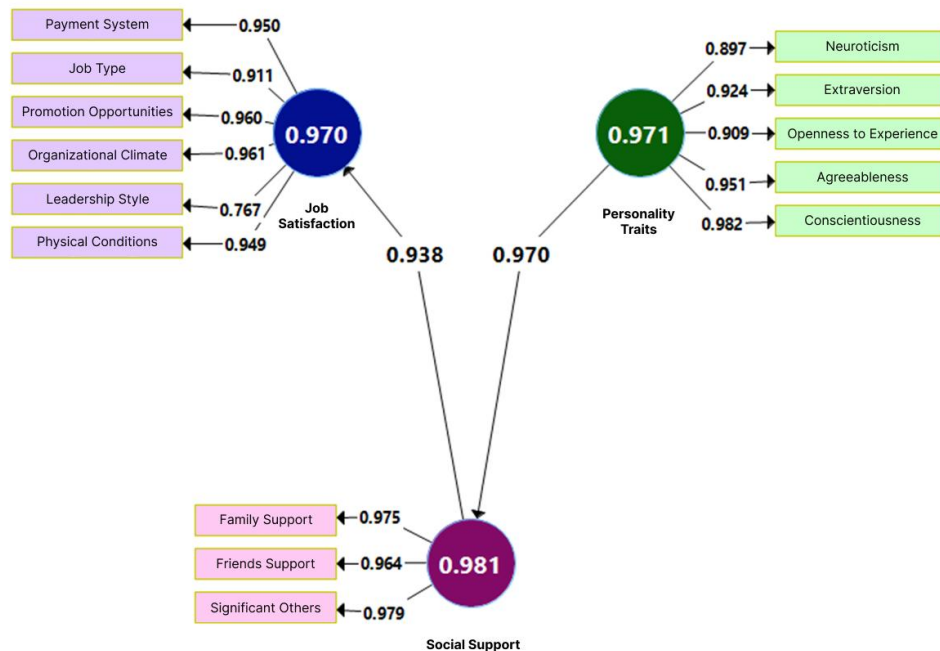 Payment System
0.950
Job Type
0.911
Promotion Opportunities
0.960
Organizational Climate
0.961
Leadership Style
0.767
Physical Conditions
0.949
0.970
Job
Satisfaction
0.971
Personality
Traits
0.897
Neuroticism
0.924
Extraversion
0.909
Openness to Experience
0.951
Agreeableness
0.982
Conscientiousness
0.938
0.970
Family Support
0.975
Friends Support
0.964
Significant Others
0.979
0.981
Social Support